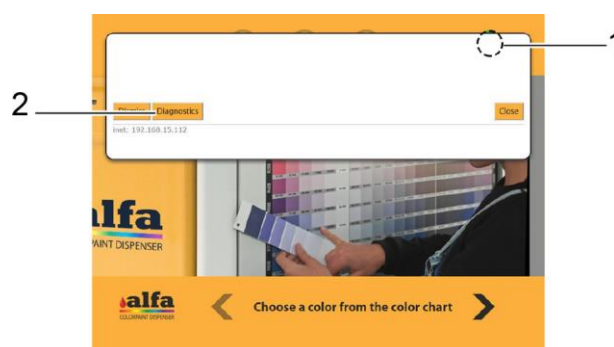 1
2
Diagnostics
Close
inet: 192.168.15.112
alfa
PAINT DISPENSER
alfa
COLORPAINT DISPENSER
Choose a color from the color chart